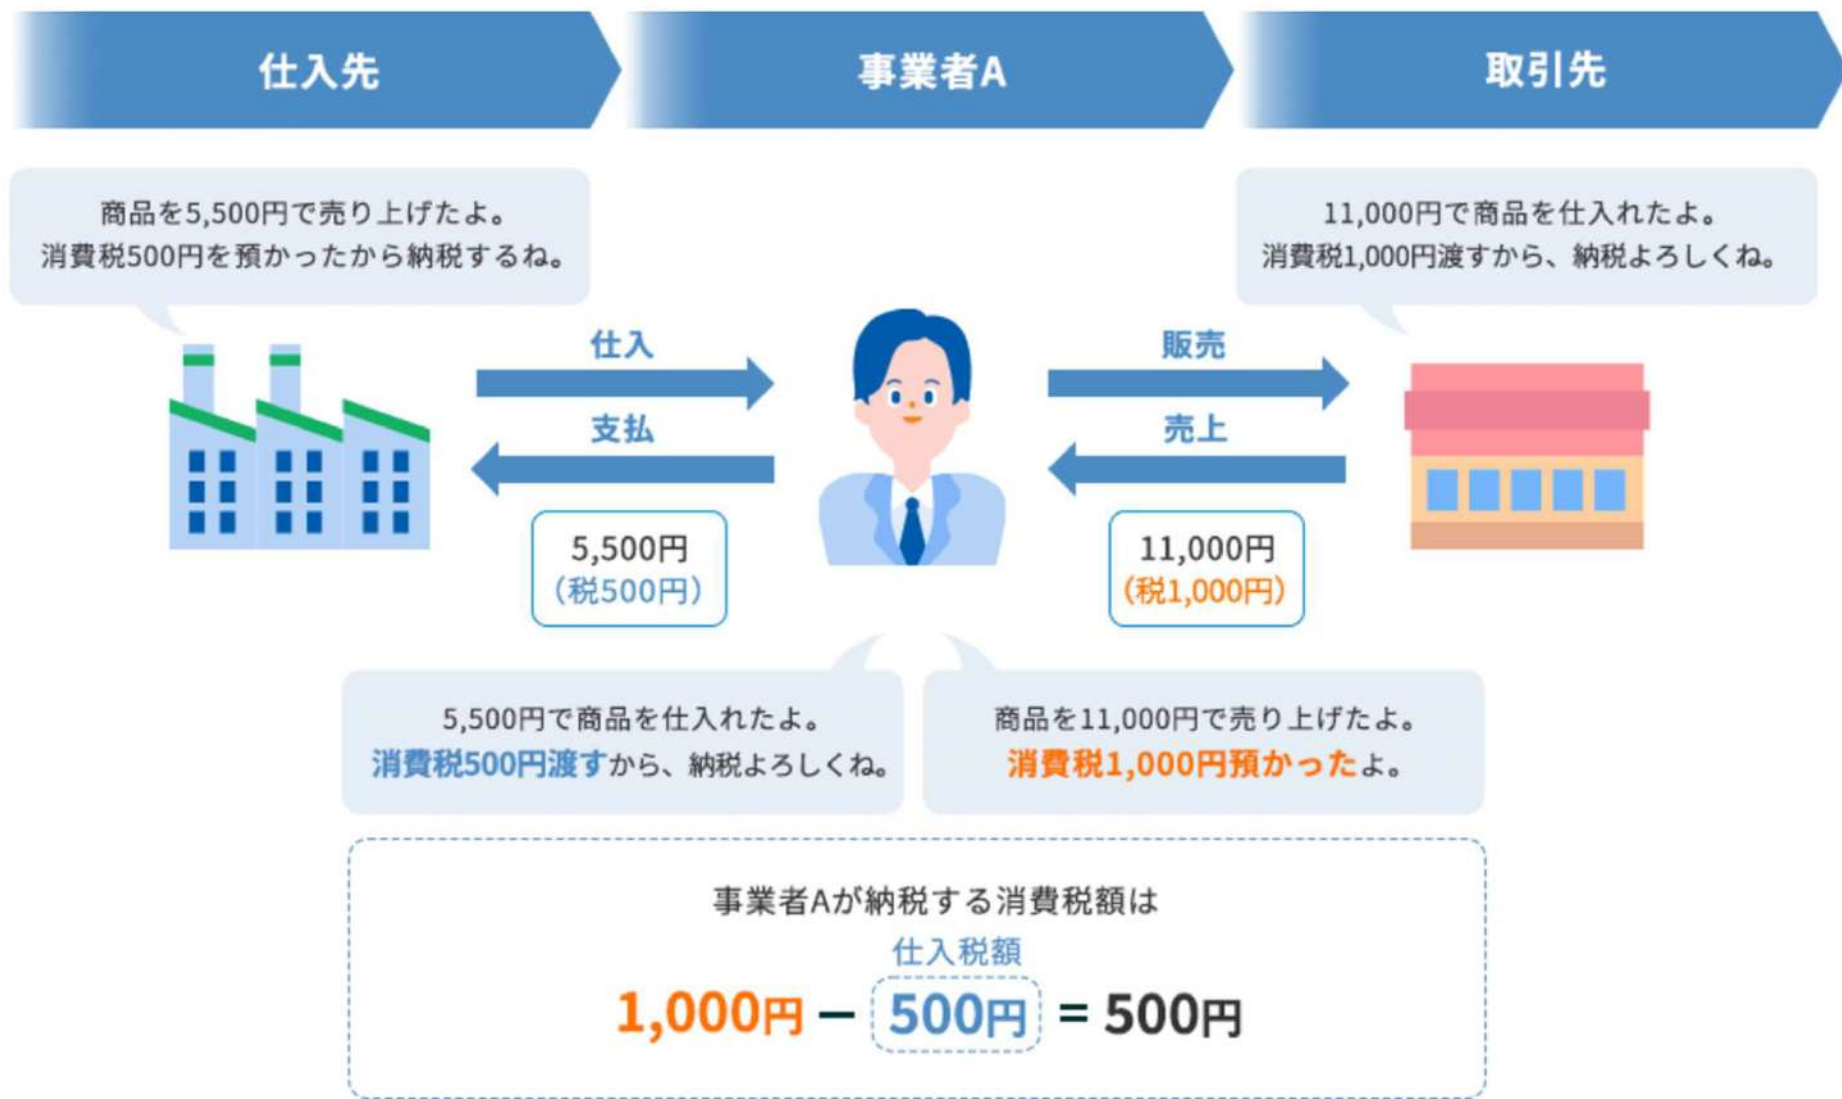 仕入先
事業者A
取引先
商品を5,500円で売り上げたよ。
消費税500円を預かったから納税するね。
11,000円で商品を仕入れたよ。
消費税1,000円渡すから、納税よろしくね。
仕入
支払
5,500円
（税500円）
販売
売上
11,000円
（税1,000円）
5,500円で商品を仕入れたよ。
消費税500円渡すから、納税よろしくね。
商品を11,000円で売り上げたよ。
消費税1,000円預かったよ。
事業者Aが納税する消費税額は
仕入税額
1,000円 − 500円 = 500円